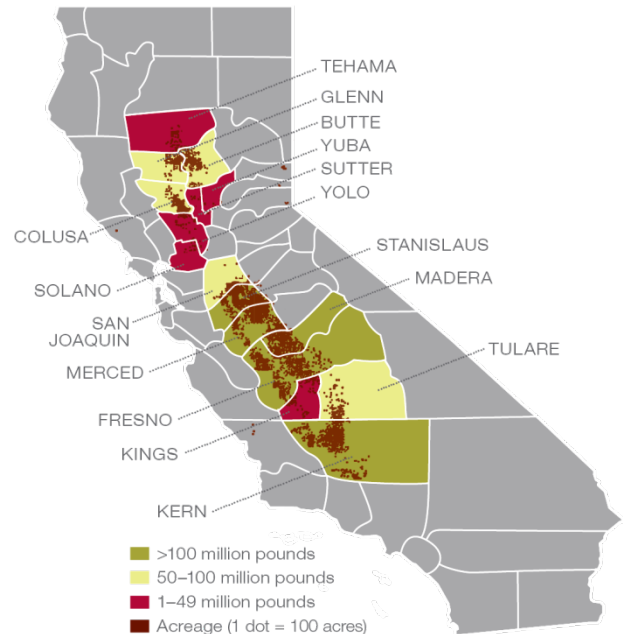 TEHAMA
GLENN
BUTTE
YUBA
SUTTER
YOLO
COLUSA
STANISLAUS
MADERA
SOLANO
SAN
JOAQUIN
TULARE
MERCED
FRESNO
KINGS
KERN
>100 million pounds
50–100 million pounds
1–49 million pounds
Acreage (1 dot = 100 acres)